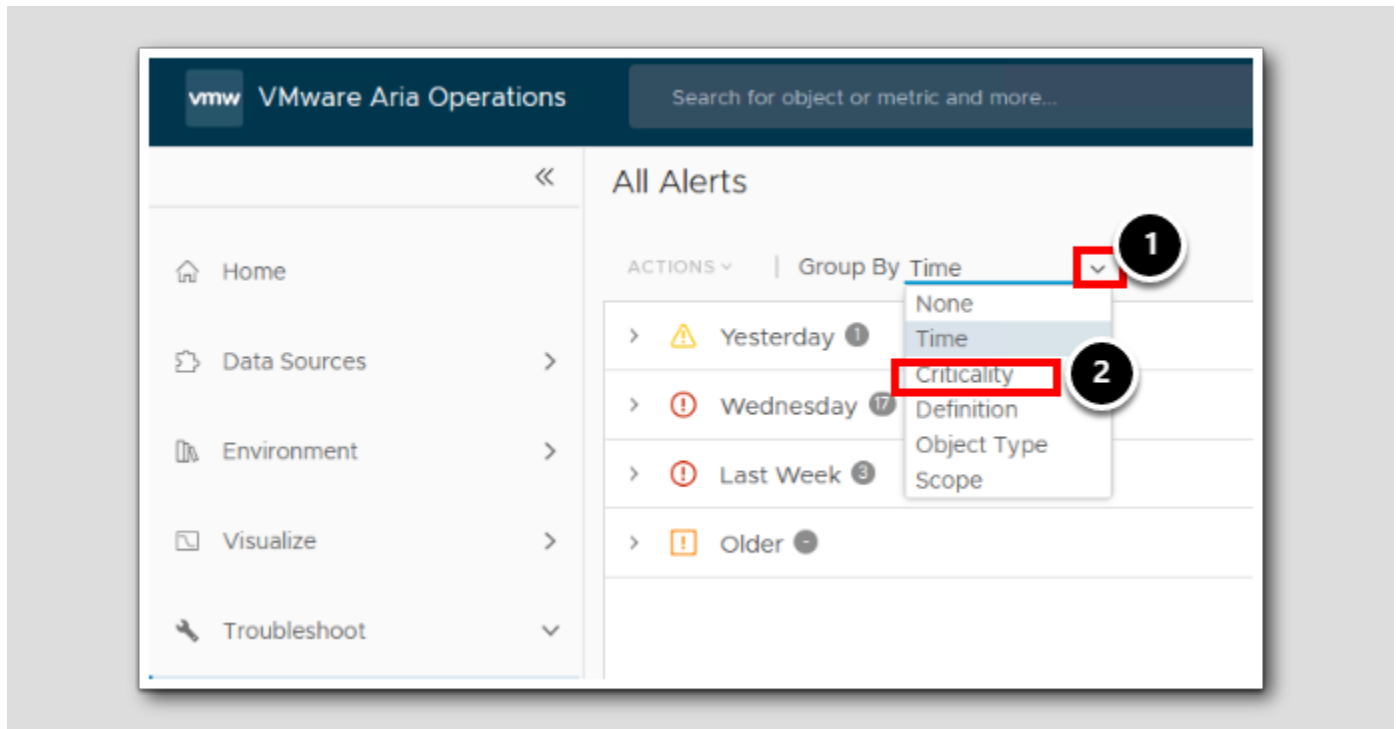 vmw VMware Aria Operations
Search for object or metric and more...
All Alerts
1
ACTIONS | Group By Time
None
Time
Criticality
2
Definition
Object Type
Scope
Home
Data Sources
Environment
Visualize
Troubleshoot
Yesterday 1
Wednesday 17
Last Week 3
Older -